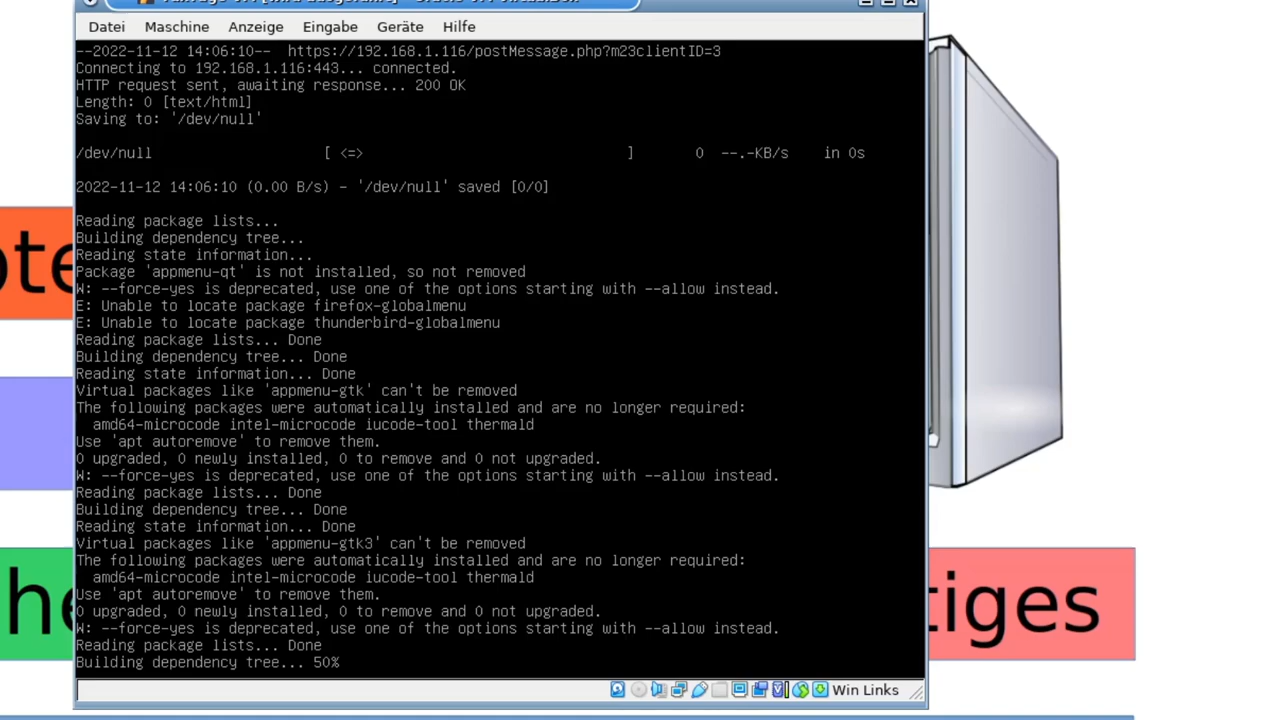 Datei Maschine Anzeige Eingabe Geräte Hilfe
--2022-11-12 14:06:10-- https://192.168.1.116/postMessage.php?m23clientID=3
Connecting to 192.168.1.116:443... connected.
HTTP request sent, awaiting response... 200 OK
Length: 0 [text/html]
Saving to: '/dev/null'
/dev/null [ <=> ] 0 --.-KB/s in 0s
2022-11-12 14:06:10 (0.00 B/s) - '/dev/null' saved [0/0]
Reading package lists...
Building dependency tree...
Reading state information...
Package 'appmenu-qt' is not installed, so not removed
W: --force-yes is deprecated, use one of the options starting with --allow instead.
E: Unable to locate package firefox-globalmenu
E: Unable to locate package thunderbird-globalmenu
Reading package lists... Done
Building dependency tree... Done
Reading state information... Done
Virtual packages like 'appmenu-gtk' can't be removed
The following packages were automatically installed and are no longer required:
amd64-microcode intel-microcode iucode-tool thermald
Use 'apt autoremove' to remove them.
0 upgraded, 0 newly installed, 0 to remove and 0 not upgraded.
W: --force-yes is deprecated, use one of the options starting with --allow instead.
Reading package lists... Done
Building dependency tree... Done
Reading state information... Done
Virtual packages like 'appmenu-gtk3' can't be removed
The following packages were automatically installed and are no longer required:
amd64-microcode intel-microcode iucode-tool thermald
Use 'apt autoremove' to remove them.
0 upgraded, 0 newly installed, 0 to remove and 0 not upgraded.
W: --force-yes is deprecated, use one of the options starting with --allow instead.
Reading package lists... Done
Building dependency tree... 50%
Win Links
ote
he
tiges